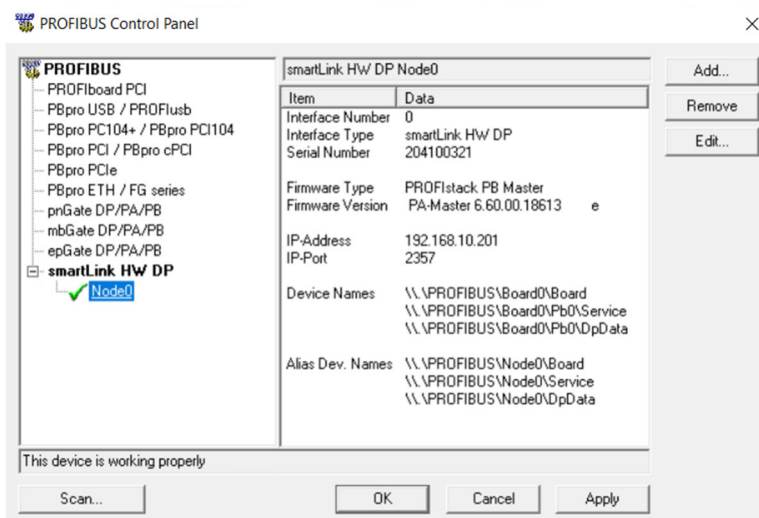 PROFIBUS Control Panel
PROFIBUS
PROFIboard PCI
PBpro USB / PROFIusb
PBpro PC104+ / PBpro PCI104
PBpro PCI / PBpro cPCI
PBpro PCIe
PBpro ETH / FG series
pnGate DP/PA/PB
mbGate DP/PA/PB
epGate DP/PA/PB
smartLink HW DP
Node0
smartLink HW DP Node0
Item Data
Interface Number 0
Interface Type smartLink HW DP
Serial Number 204100321
Firmware Type PROFIstack PB Master
Firmware Version PA-Master 6.60.00.18613 e
IP-Address 192.168.10.201
IP-Port 2357
Device Names \\.\PROFIBUS\Board0\Board
\\.\PROFIBUS\Board0\Pb0\Service
\\.\PROFIBUS\Board0\Pb0\DpData
Alias Dev. Names \\.\PROFIBUS\Node0\Board
\\.\PROFIBUS\Node0\Service
\\.\PROFIBUS\Node0\DpData
Add...
Remove
Edit...
This device is working properly
Scan... OK Cancel Apply